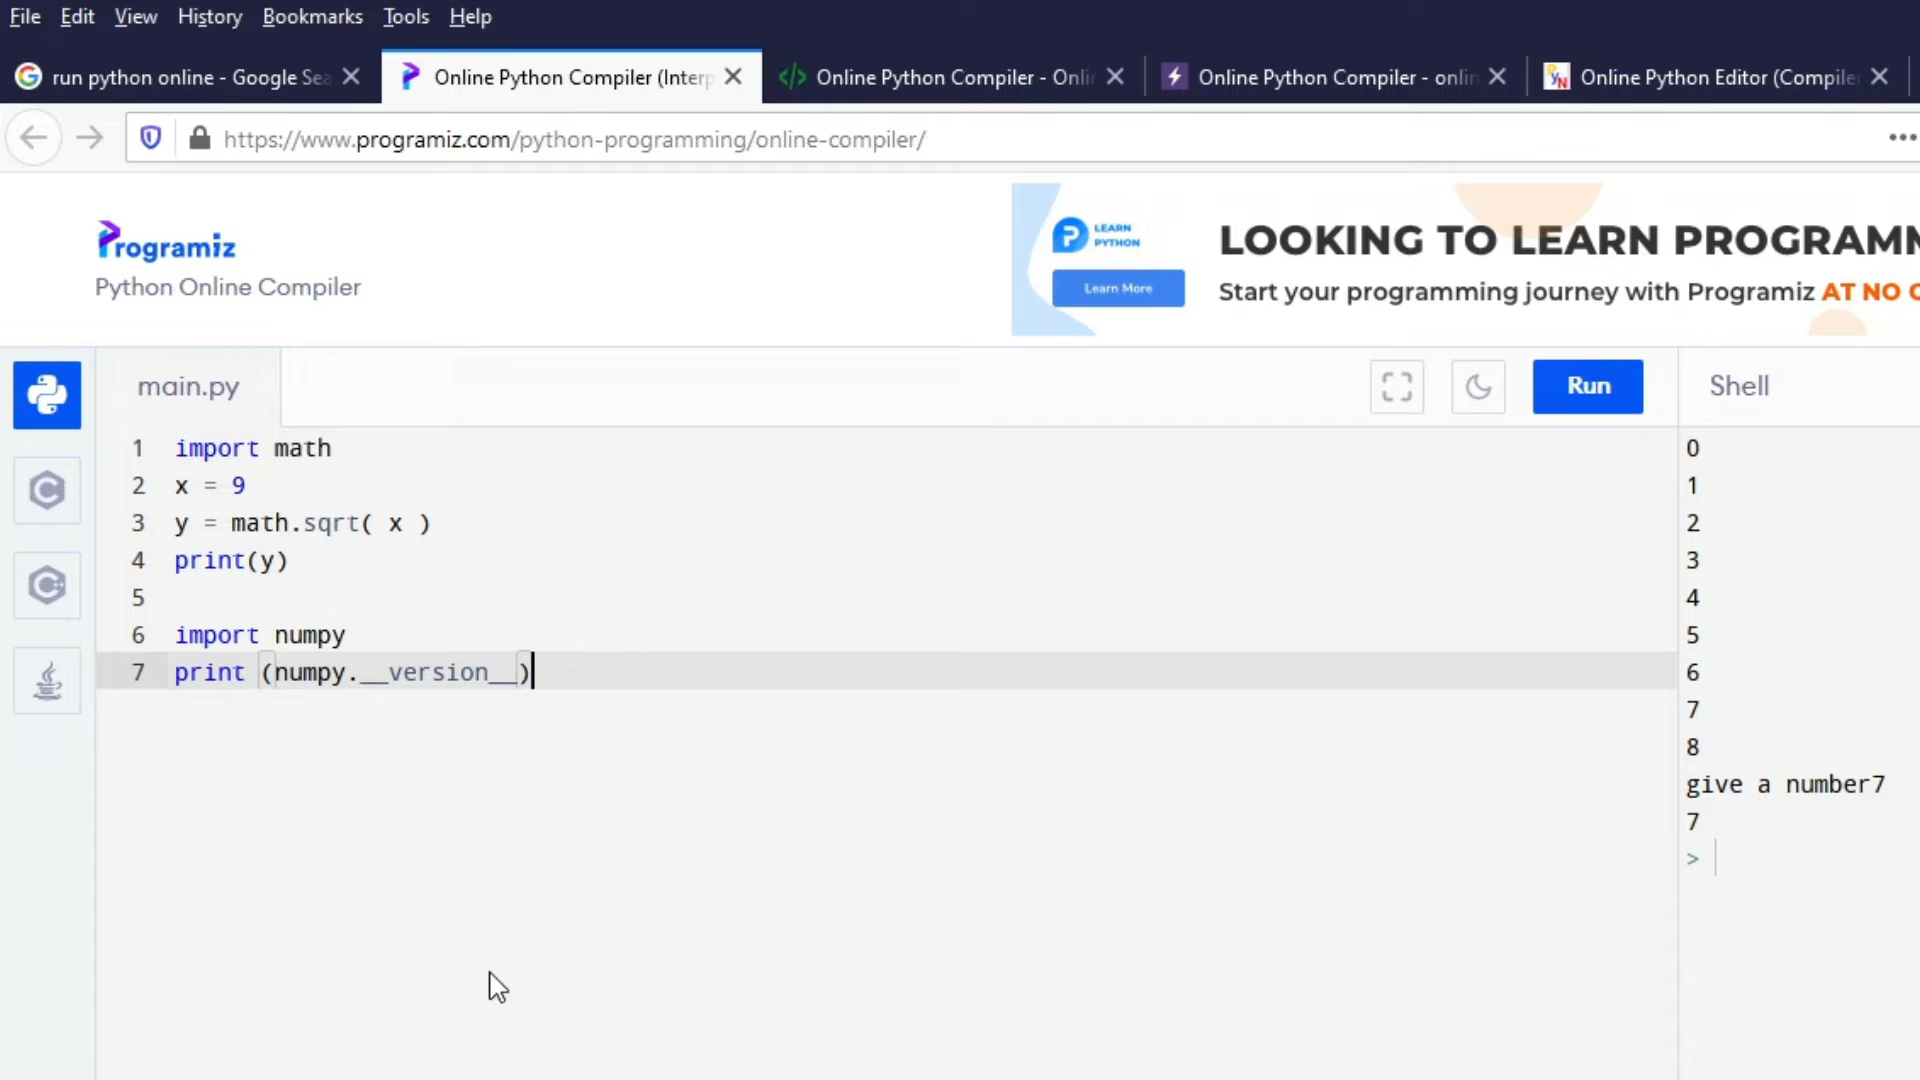 File Edit View History Bookmarks Tools Help
run python online - Google Sea
Online Python Compiler (Interp
Online Python Compiler - Onli
Online Python Compiler - onlin
Online Python Editor (Compile
https://www.programiz.com/python-programming/online-compiler/
Programiz
Python Online Compiler
LEARN
PYTHON
Learn More
LOOKING TO LEARN PROGRAMM
Start your programming journey with Programiz AT NO C
main.py
Run
Shell
1 import math
2 x = 9
3 y = math.sqrt( x )
4 print(y)
5
6 import numpy
7 print (numpy.__version__)
0
1
2
3
4
5
6
7
8
give a number7
7
>